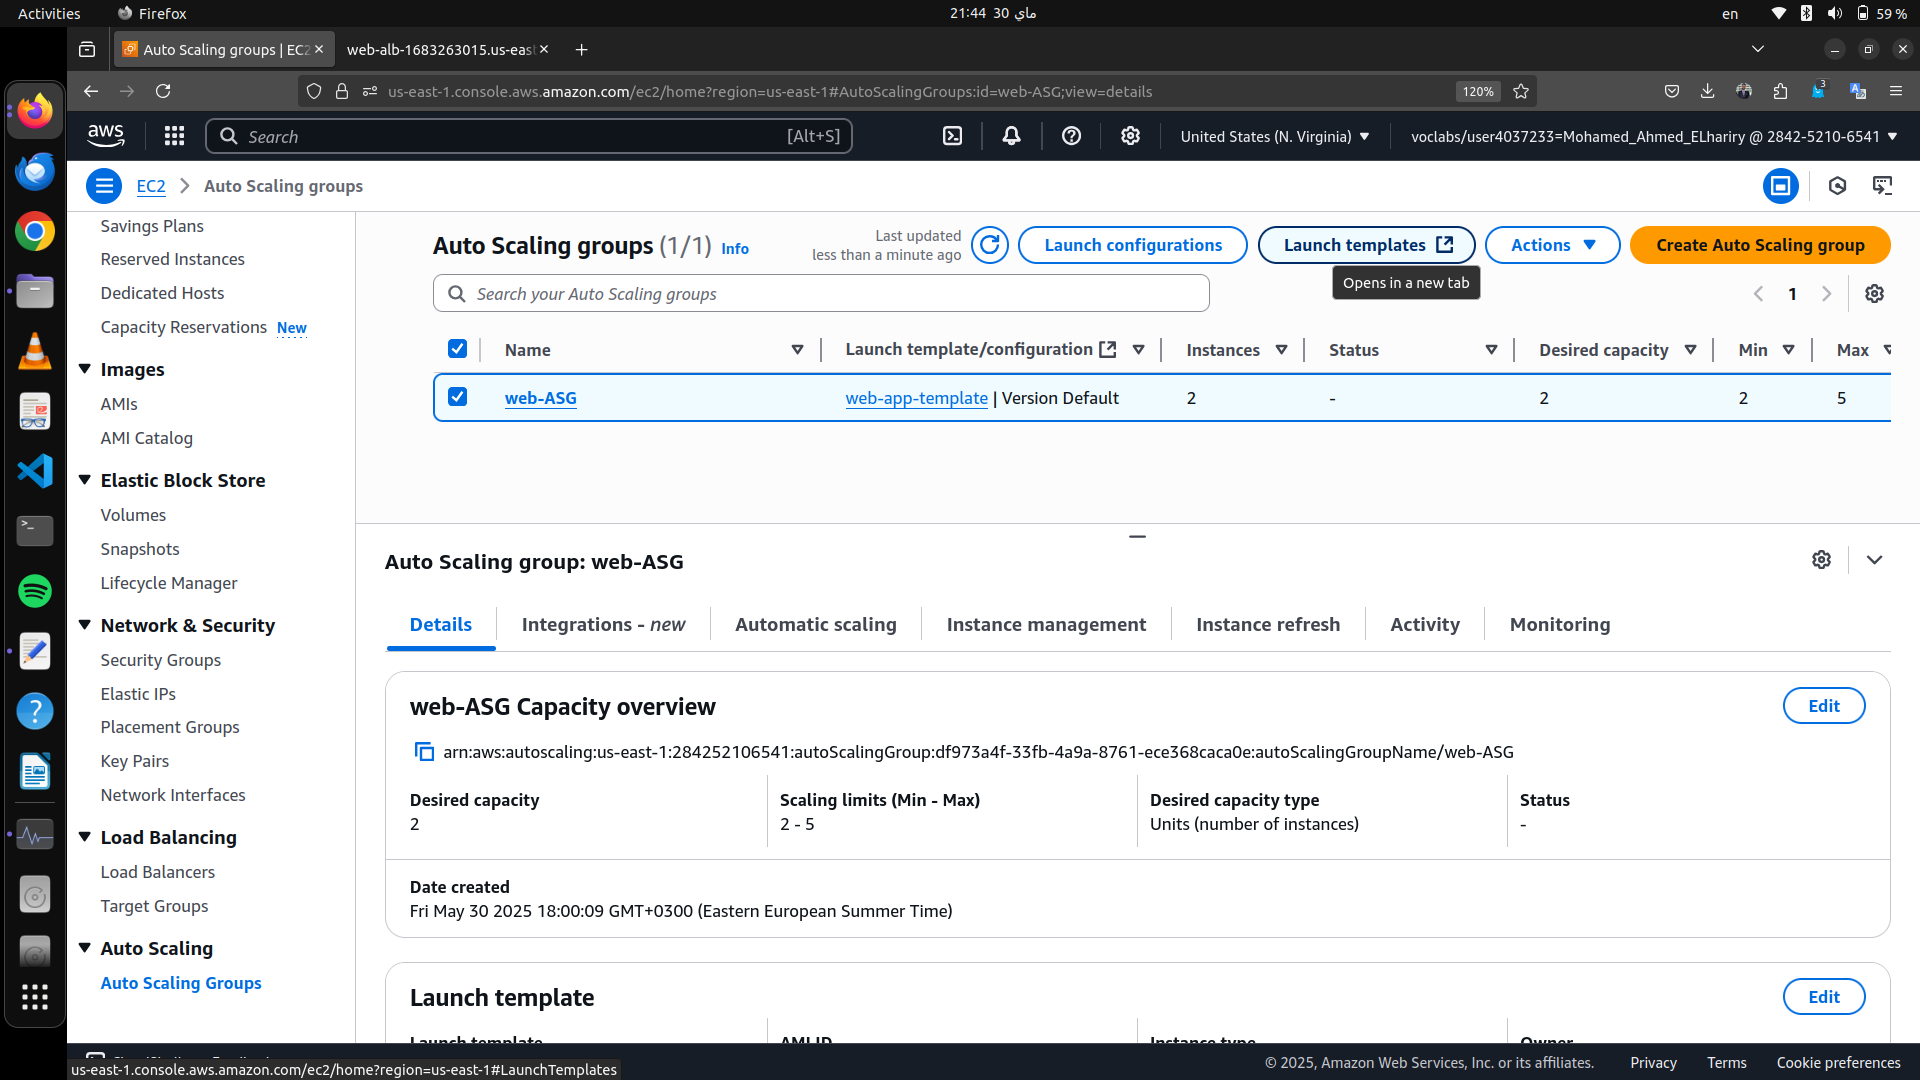 Activities
Firefox
21:44 30 ماي
en
59 %
Auto Scaling groups | EC2
web-alb-1683263015.us-eas
us-east-1.console.aws.amazon.com/ec2/home?region=us-east-1#AutoScalingGroups:id=web-ASG;view=details
120%
3
aws
Search
[Alt+S]
United States (N. Virginia)
voclabs/user4037233=Mohamed_Ahmed_ELhariry @ 2842-5210-6541
EC2
Auto Scaling groups
Savings Plans
Reserved Instances
Dedicated Hosts
Capacity Reservations New
Images
AMIs
AMI Catalog
Elastic Block Store
Volumes
Snapshots
Lifecycle Manager
Network & Security
Security Groups
Elastic IPs
Placement Groups
Key Pairs
Network Interfaces
Load Balancing
Load Balancers
Target Groups
Auto Scaling
Auto Scaling Groups
Auto Scaling groups (1/1) Info
Last updated
less than a minute ago
Launch configurations
Launch templates
Actions
Create Auto Scaling group
Opens in a new tab
Search your Auto Scaling groups
1
Name
Launch template/configuration
Instances
Status
Desired capacity
Min
Max
web-ASG
web-app-template | Version Default
2
-
2
2
5
Auto Scaling group: web-ASG
Details
Integrations - new
Automatic scaling
Instance management
Instance refresh
Activity
Monitoring
web-ASG Capacity overview
Edit
arn:aws:autoscaling:us-east-1:284252106541:autoScalingGroup:df973a4f-33fb-4a9a-8761-ece368caca0e:autoScalingGroupName/web-ASG
Desired capacity
2
Scaling limits (Min - Max)
2 - 5
Desired capacity type
Units (number of instances)
Status
-
Date created
Fri May 30 2025 18:00:09 GMT+0300 (Eastern European Summer Time)
Launch template
Edit
Launch template
AMI ID
Instance type
Owner
us-east-1.console.aws.amazon.com/ec2/home?region=us-east-1#LaunchTemplates
© 2025, Amazon Web Services, Inc. or its affiliates.
Privacy
Terms
Cookie preferences